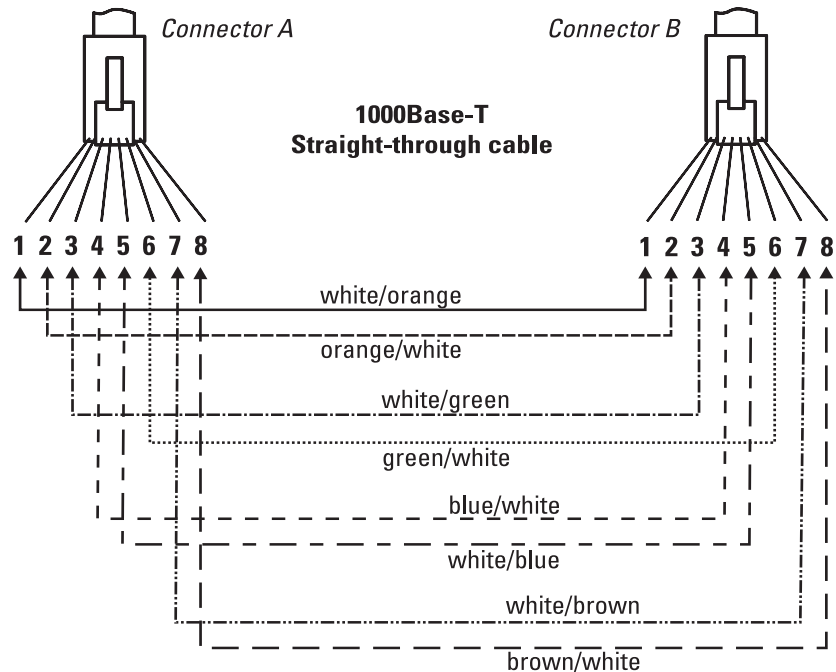 Connector A
Connector B
1000Base-T
Straight-through cable
1 2 3 4 5 6 7 8
1 2 3 4 5 6 7 8
white/orange
orange/white
white/green
green/white
blue/white
white/blue
white/brown
brown/white